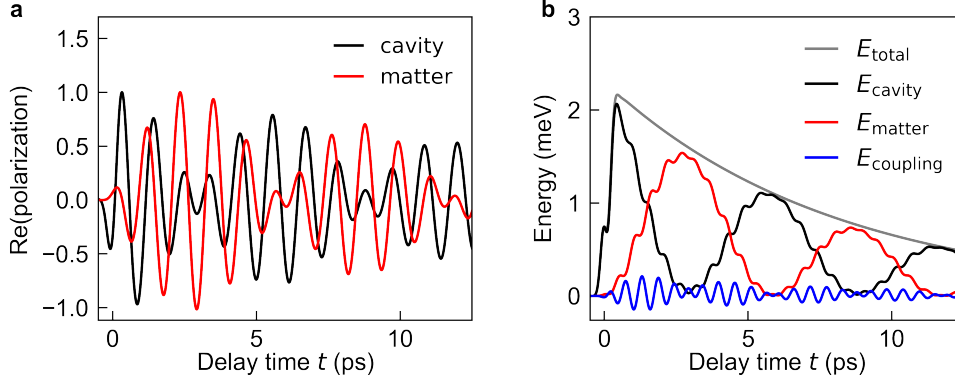 a
1.5
1.0
0.5
0.0
−0.5
−1.0
Re(polarization)
cavity
matter
0 5 10
Delay time t (ps)
b
3
2
1
0
Energy (meV)
E_total
E_cavity
E_matter
E_coupling
0 5 10
Delay time t (ps)